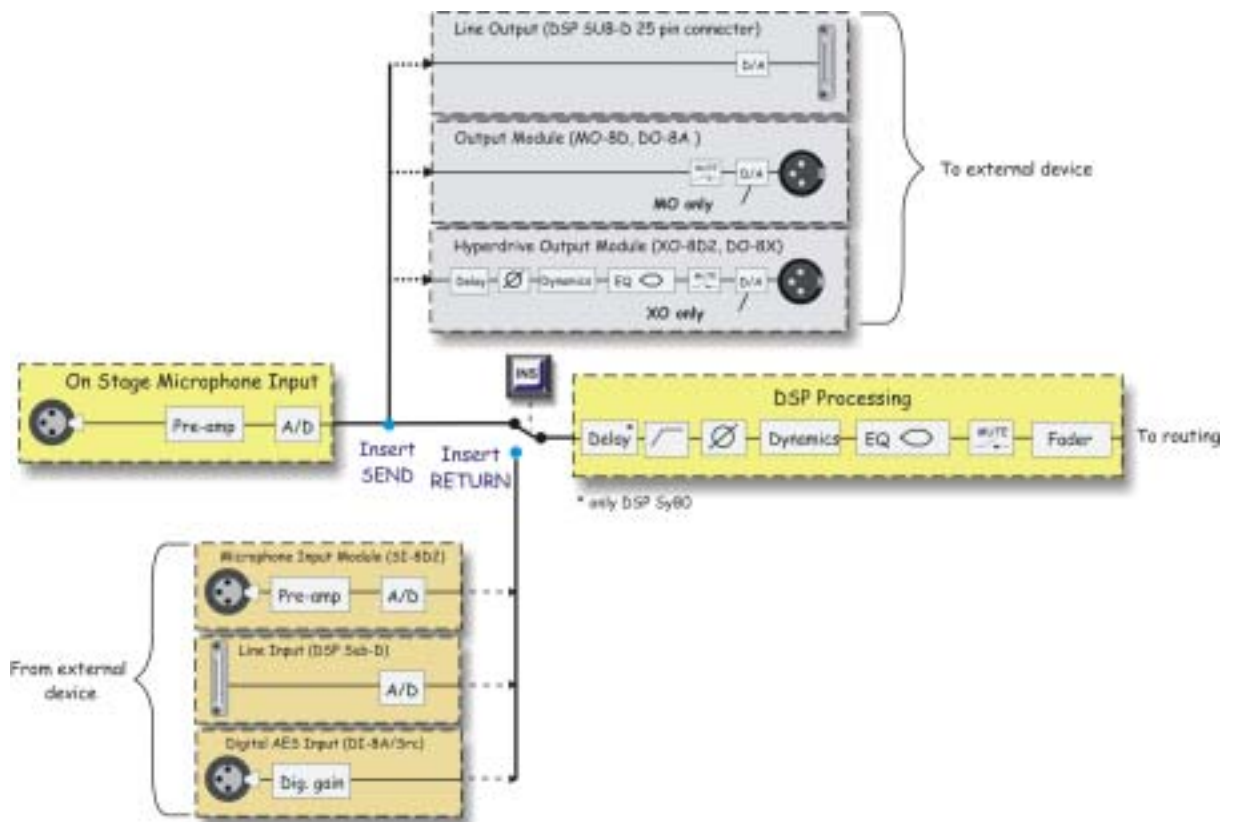 Line Output (DSP SUB-D 25 pin connector)
D/A
Output Module (MO-8D, DO-8A )
MUTE
D/A
MO only
To external device
Hyperdrive Output Module (XO-8D2, DO-8X)
Delay
Ø
Dynamics
EQ
MUTE
D/A
XO only
On Stage Microphone Input
Pre-amp
A/D
INS
DSP Processing
Delay*
Ø
Dynamics
EQ
MUTE
Fader
To routing
Insert
SEND
Insert
RETURN
* only DSP Sy80
Microphone Input Module (SI-8D2)
Pre-amp
A/D
Line Input (DSP Sub-D)
A/D
From external
device
Digital AES Input (DI-8A/Src)
Dig. gain